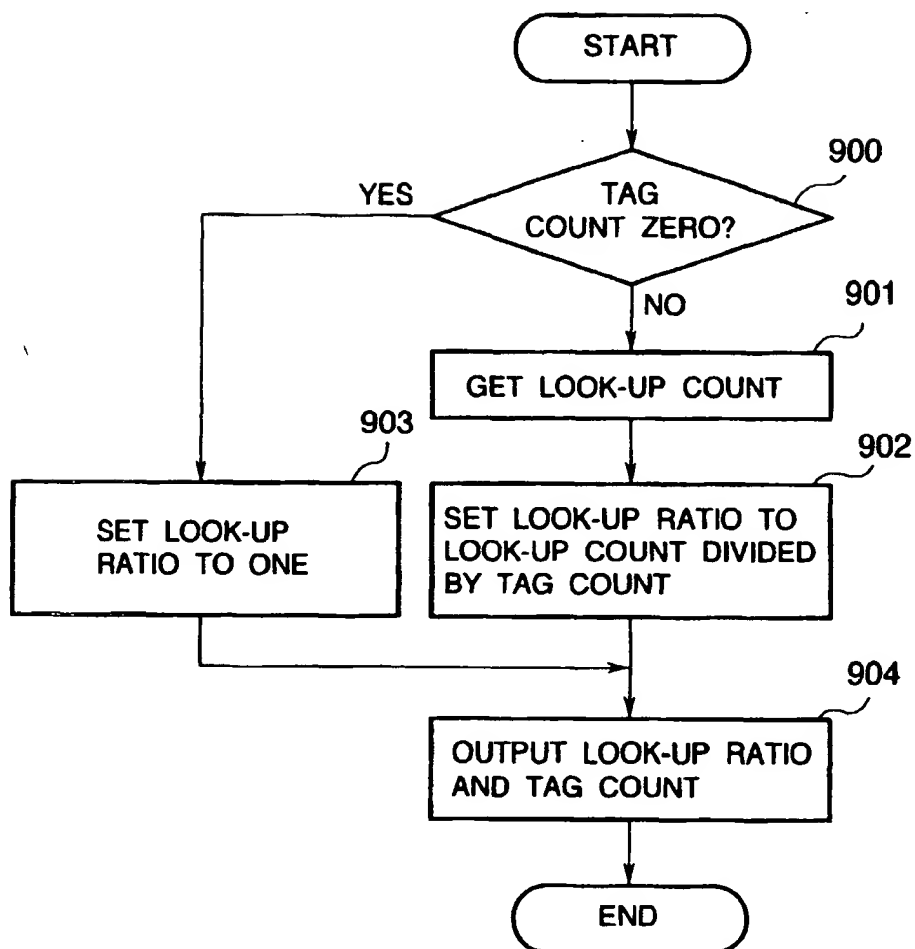 START
900
YES
TAG
COUNT ZERO?
NO
901
GET LOOK-UP COUNT
903
902
SET LOOK-UP
RATIO TO ONE
SET LOOK-UP RATIO TO
LOOK-UP COUNT DIVIDED
BY TAG COUNT
904
OUTPUT LOOK-UP RATIO
AND TAG COUNT
END